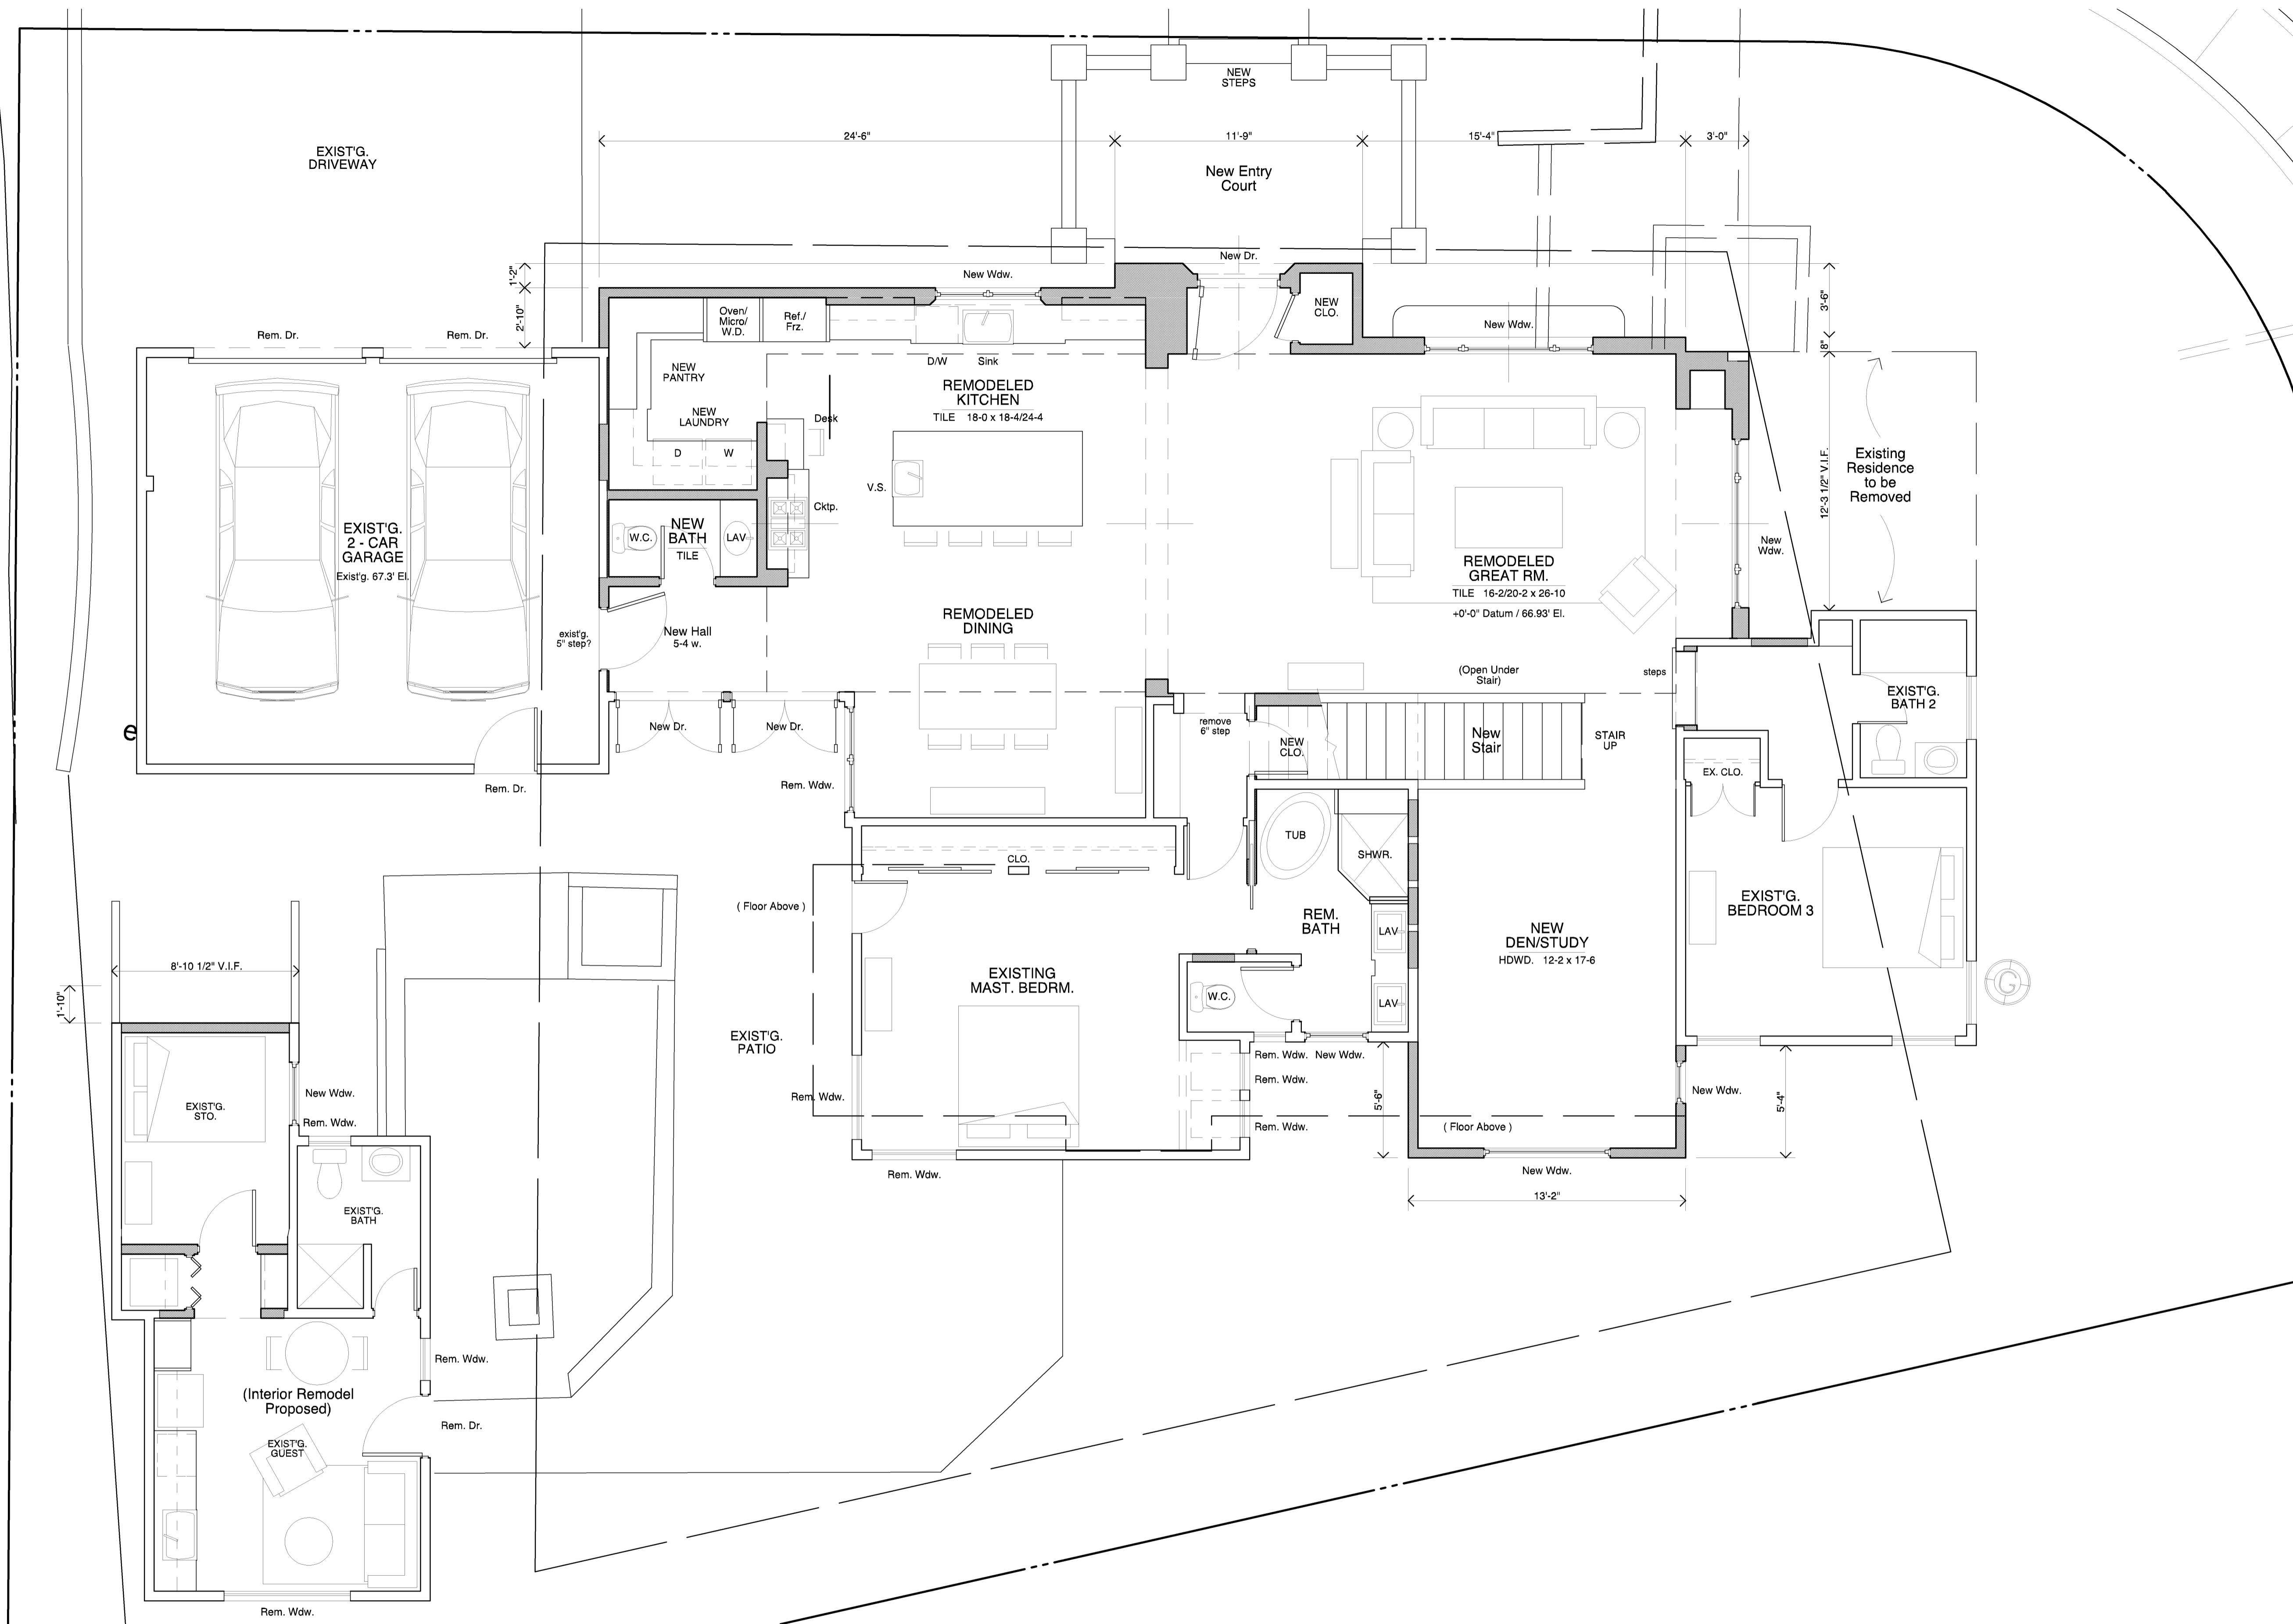 NEW
STEPS
24'-6"
11'-9"
15'-4"
3'-0"
EXIST'G.
DRIVEWAY
New Entry
Court
New Dr.
1'-2"
2'-10"
New Wdw.
NEW
CLO.
New Wdw.
3'-6"
8"
Rem. Dr.
Rem. Dr.
Oven/
Micro/
W.D.
Ref./
Frz.
D/W
Sink
NEW
PANTRY
NEW
LAUNDRY
D
W
Desk
REMODELED
KITCHEN
TILE 18-0 x 18-4/24-4
V.S.
Cktp.
12'-3 1/2" V.I.F.
Existing
Residence
to be
Removed
EXIST'G.
2 - CAR
GARAGE
Exist'g. 67.3' El.
W.C.
NEW
BATH
TILE
LAV
New
Wdw.
REMODELED
GREAT RM.
TILE 16-2/20-2 x 26-10
+0'-0" Datum / 66.93' El.
exist'g.
5" step?
New Hall
5-4 w.
REMODELED
DINING
(Open Under
Stair)
steps
EXIST'G.
BATH 2
e
New Dr.
New Dr.
remove
6" step
NEW
CLO.
New
Stair
STAIR
UP
EX. CLO.
Rem. Dr.
Rem. Wdw.
TUB
SHWR.
CLO.
( Floor Above )
REM.
BATH
LAV
LAV
NEW
DEN/STUDY
HDWD. 12-2 x 17-6
EXIST'G.
BEDROOM 3
G
8'-10 1/2" V.I.F.
1'-10"
EXISTING
MAST. BEDRM.
W.C.
EXIST'G.
PATIO
Rem. Wdw.
New Wdw.
Rem. Wdw.
Rem. Wdw.
Rem. Wdw.
5'-6"
New Wdw.
5'-4"
( Floor Above )
New Wdw.
EXIST'G.
STO.
Rem. Wdw.
New Wdw.
Rem. Wdw.
13'-2"
EXIST'G.
BATH
Rem. Wdw.
(Interior Remodel
Proposed)
Rem. Dr.
EXIST'G.
GUEST
Rem. Wdw.